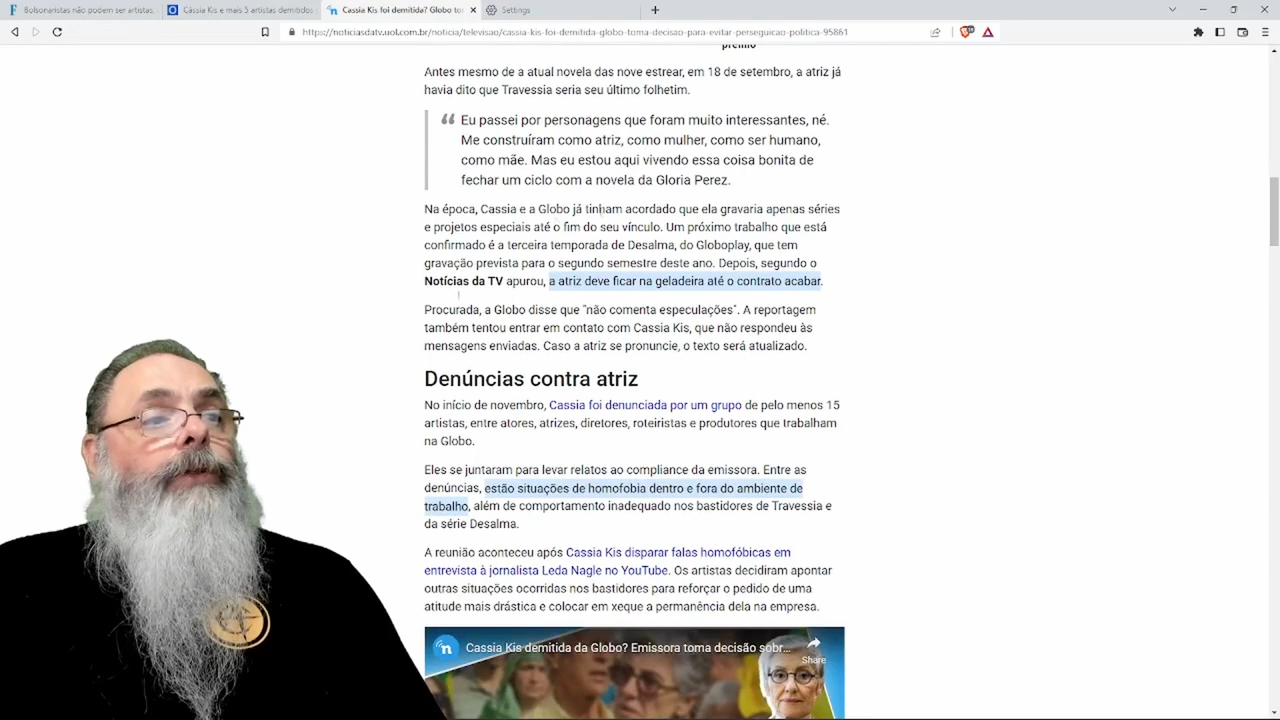 Bolsonaristas não podem ser artistas,
Cássia Kis e mais 5 artistas demitidos
Cassia Kis foi demitida? Globo to
Settings
https://noticiasdatv.uol.com.br/noticia/televisao/cassia-kis-foi-demitida-globo-toma-decisao-para-evitar-perseguicao-politica-95861
prêmio
Antes mesmo de a atual novela das nove estrear, em 18 de setembro, a atriz já
havia dito que Travessia seria seu último folhetim.
“ Eu passei por personagens que foram muito interessantes, né.
Me construíram como atriz, como mulher, como ser humano,
como mãe. Mas eu estou aqui vivendo essa coisa bonita de
fechar um ciclo com a novela da Gloria Perez.
Na época, Cassia e a Globo já tinham acordado que ela gravaria apenas séries
e projetos especiais até o fim do seu vínculo. Um próximo trabalho que está
confirmado é a terceira temporada de Desalma, do Globoplay, que tem
gravação prevista para o segundo semestre deste ano. Depois, segundo o
Notícias da TV apurou, a atriz deve ficar na geladeira até o contrato acabar.
Procurada, a Globo disse que "não comenta especulações". A reportagem
também tentou entrar em contato com Cassia Kis, que não respondeu às
mensagens enviadas. Caso a atriz se pronuncie, o texto será atualizado.
Denúncias contra atriz
No início de novembro, Cassia foi denunciada por um grupo de pelo menos 15
artistas, entre atores, atrizes, diretores, roteiristas e produtores que trabalham
na Globo.
Eles se juntaram para levar relatos ao compliance da emissora. Entre as
denúncias, estão situações de homofobia dentro e fora do ambiente de
trabalho, além de comportamento inadequado nos bastidores de Travessia e
da série Desalma.
A reunião aconteceu após Cassia Kis disparar falas homofóbicas em
entrevista à jornalista Leda Nagle no YouTube. Os artistas decidiram apontar
outras situações ocorridas nos bastidores para reforçar o pedido de uma
atitude mais drástica e colocar em xeque a permanência dela na empresa.
n Cassia Kis demitida da Globo? Emissora toma decisão sobr...
Share